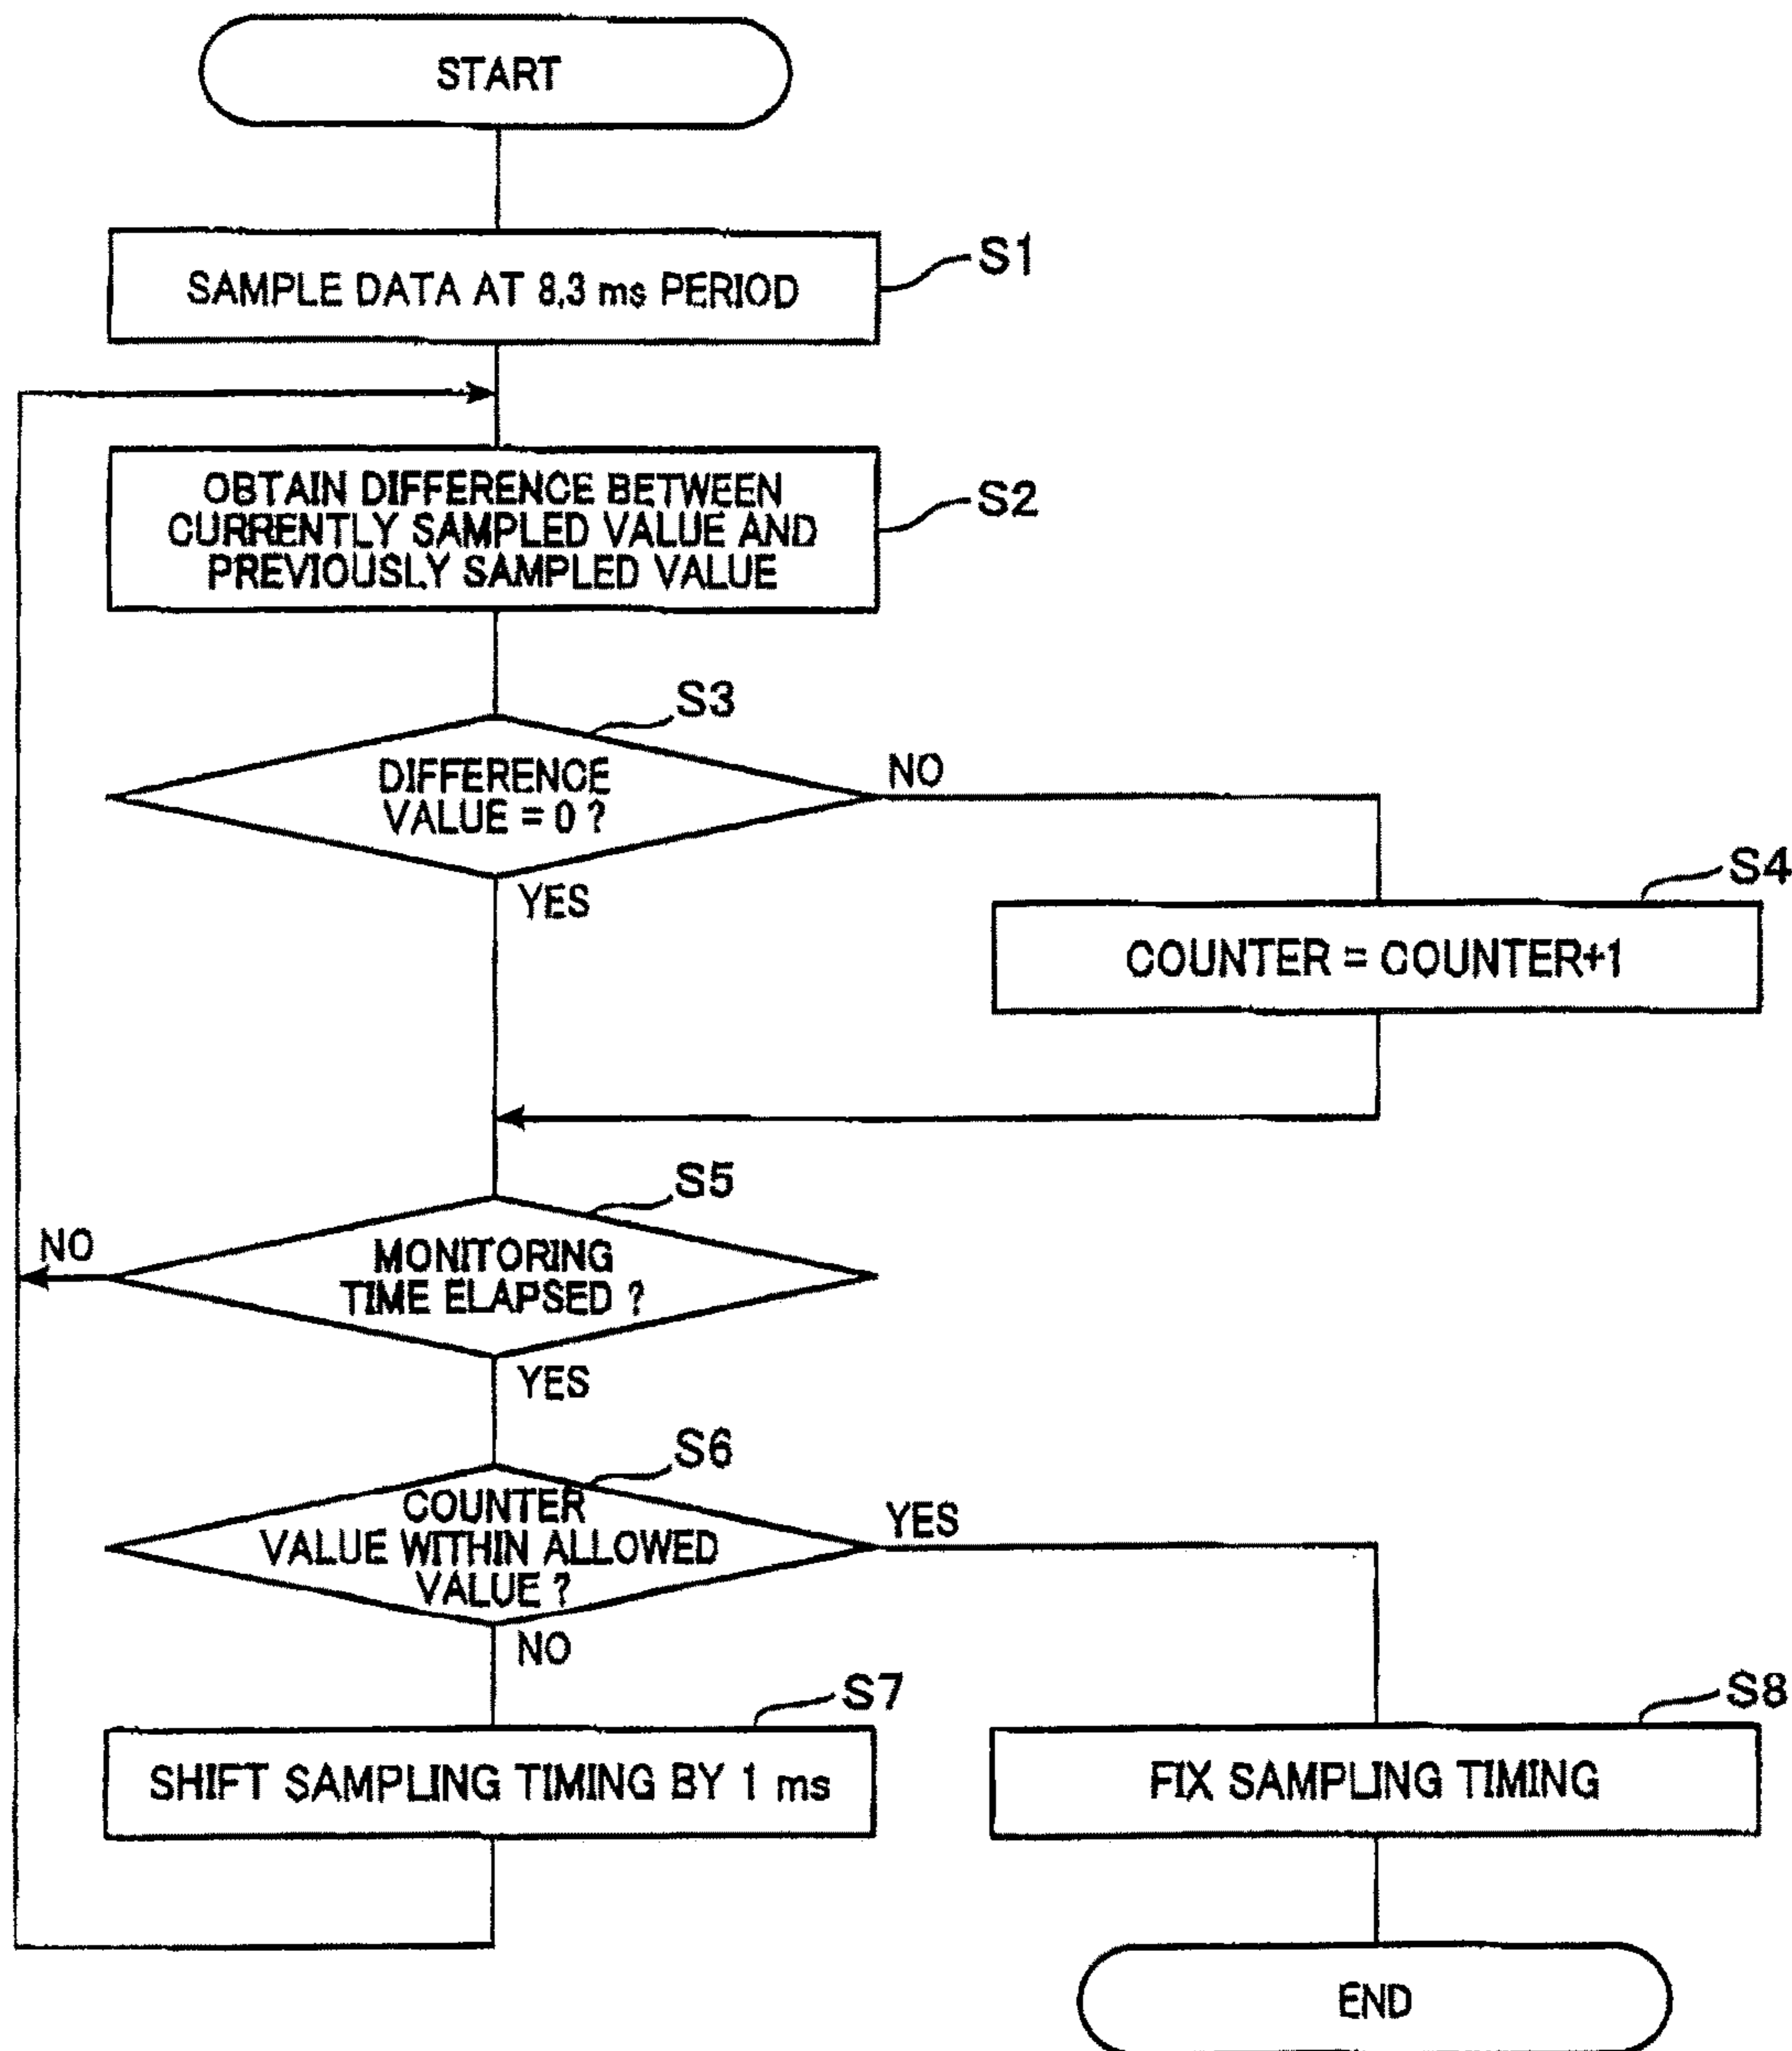 START
SAMPLE DATA AT 8.3 ms PERIOD
S1
OBTAIN DIFFERENCE BETWEEN
CURRENTLY SAMPLED VALUE AND
PREVIOUSLY SAMPLED VALUE
S2
S3
DIFFERENCE
VALUE = 0 ?
NO
YES
S4
COUNTER = COUNTER+1
S5
MONITORING
TIME ELAPSED ?
NO
YES
S6
COUNTER
VALUE WITHIN ALLOWED
VALUE ?
YES
NO
S7
SHIFT SAMPLING TIMING BY 1 ms
S8
FIX SAMPLING TIMING
END